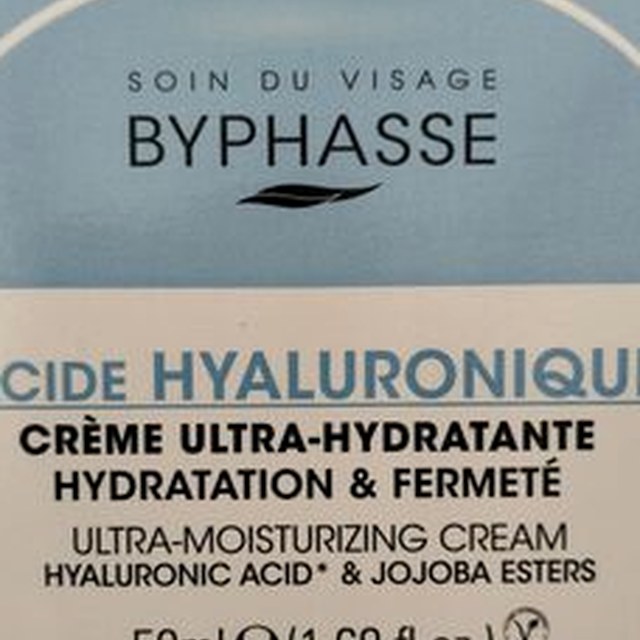 SOIN DU VISAGE
BYPHASSE
CIDE HYALURONIQU
CRÈME ULTRA-HYDRATANTE
HYDRATATION & FERMETÉ
ULTRA-MOISTURIZING CREAM
HYALURONIC ACID* & JOJOBA ESTERS